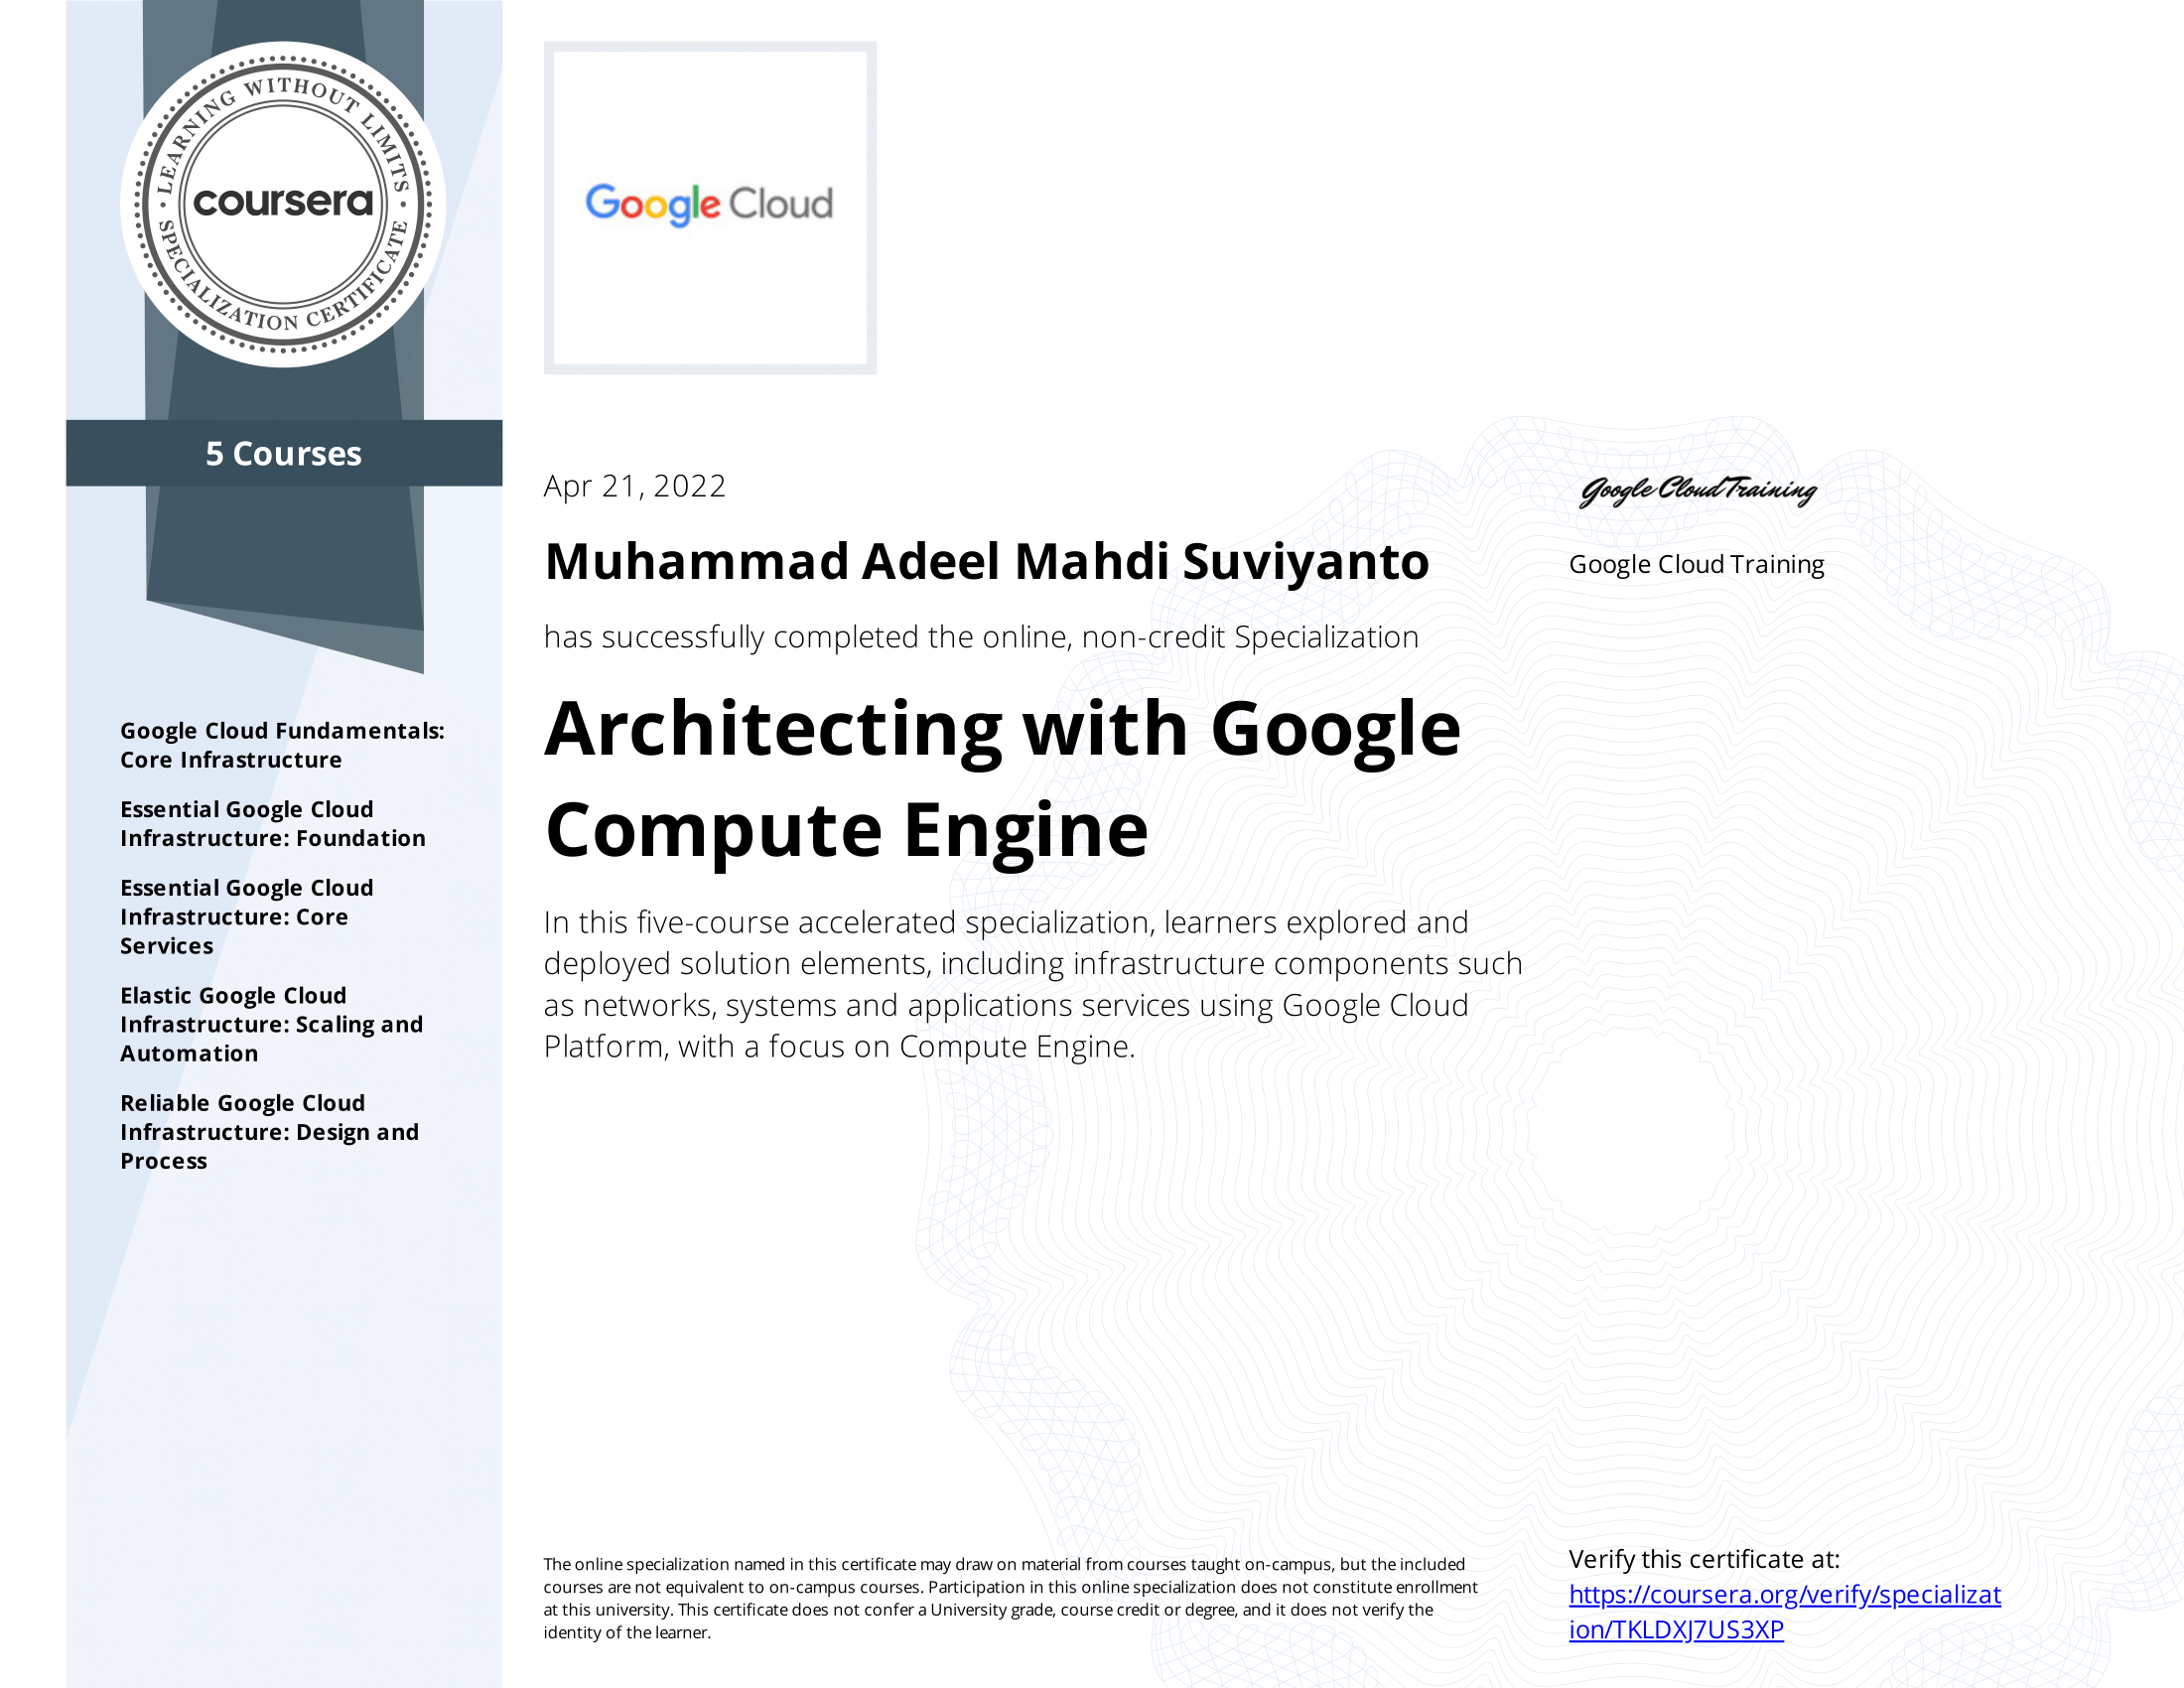 LEARNING WITHOUT LIMITS
coursera
SPECIALIZATION CERTIFICATE
5 Courses
Google Cloud Fundamentals:
Core Infrastructure
Essential Google Cloud
Infrastructure: Foundation
Essential Google Cloud
Infrastructure: Core
Services
Elastic Google Cloud
Infrastructure: Scaling and
Automation
Reliable Google Cloud
Infrastructure: Design and
Process
Google Cloud
Apr 21, 2022
Muhammad Adeel Mahdi Suviyanto
has successfully completed the online, non-credit Specialization
Architecting with Google
Compute Engine
In this five-course accelerated specialization, learners explored and
deployed solution elements, including infrastructure components such
as networks, systems and applications services using Google Cloud
Platform, with a focus on Compute Engine.
Google Cloud Training
Google Cloud Training
The online specialization named in this certificate may draw on material from courses taught on-campus, but the included
courses are not equivalent to on-campus courses. Participation in this online specialization does not constitute enrollment
at this university. This certificate does not confer a University grade, course credit or degree, and it does not verify the
identity of the learner.
Verify this certificate at:
https://coursera.org/verify/specializat
ion/TKLDXJ7US3XP